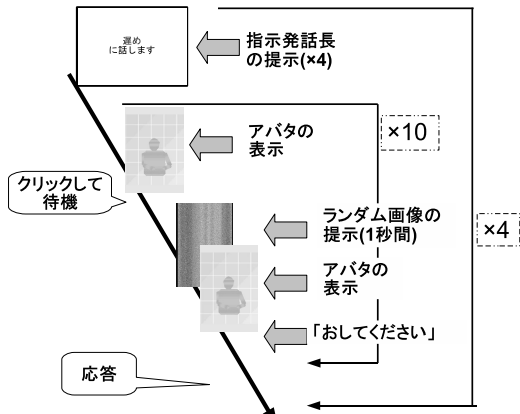 遅め
に話します
指示発話長
の提示(×4)
アバタの
表示
×10
クリックして
待機
ランダム画像の
提示(1秒間)
×4
アバタの
表示
「おしてください」
応答